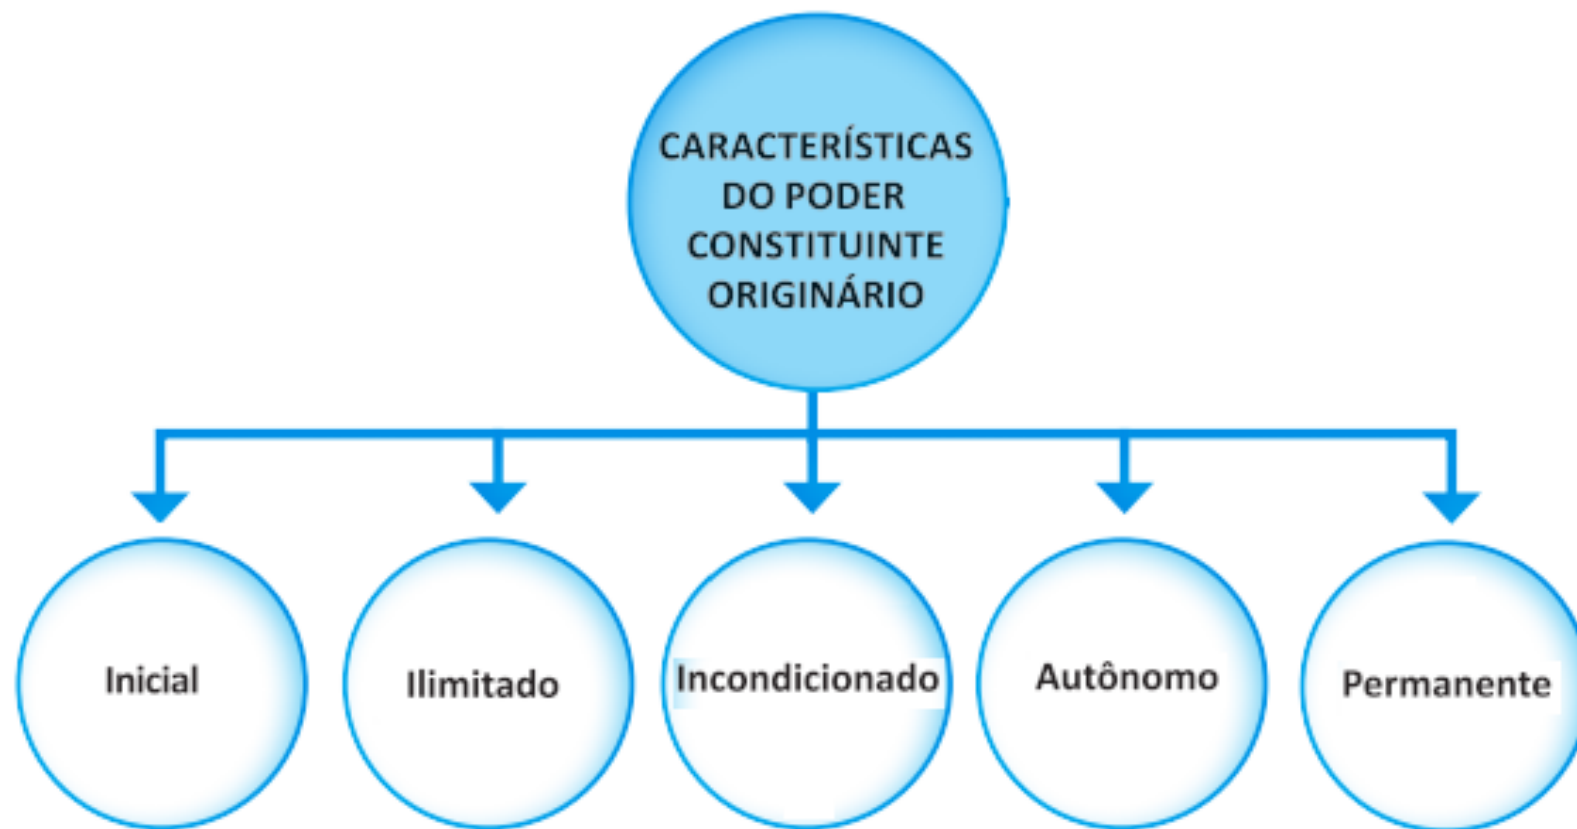 CARACTERÍSTICAS
DO PODER
CONSTITUINTE
ORIGINÁRIO
Inicial
Ilimitado
Incondicionado
Autônomo
Permanente